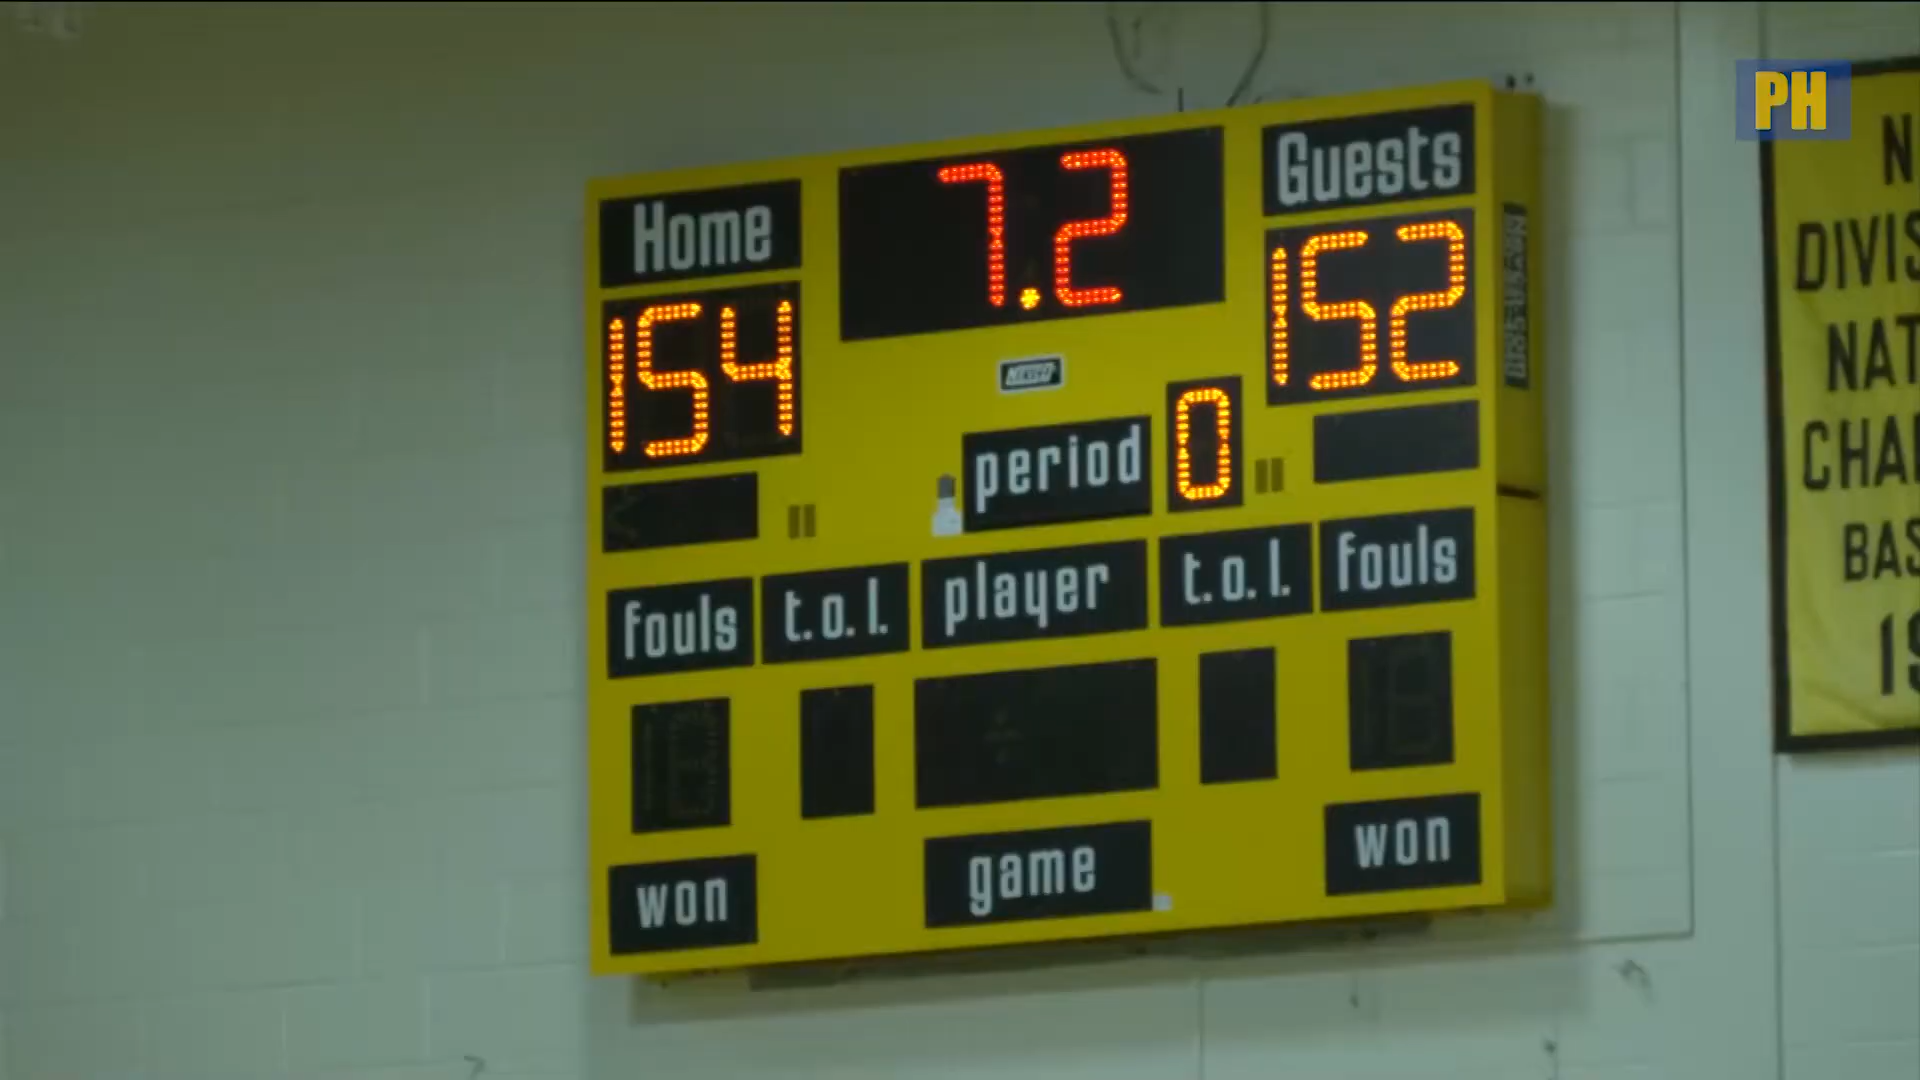 PH
Home
7.2
Guests
154
152
period 0
fouls t.o.l. player t.o.l. fouls
won game won
N
DIVIS
NAT
CHA
BAS
19